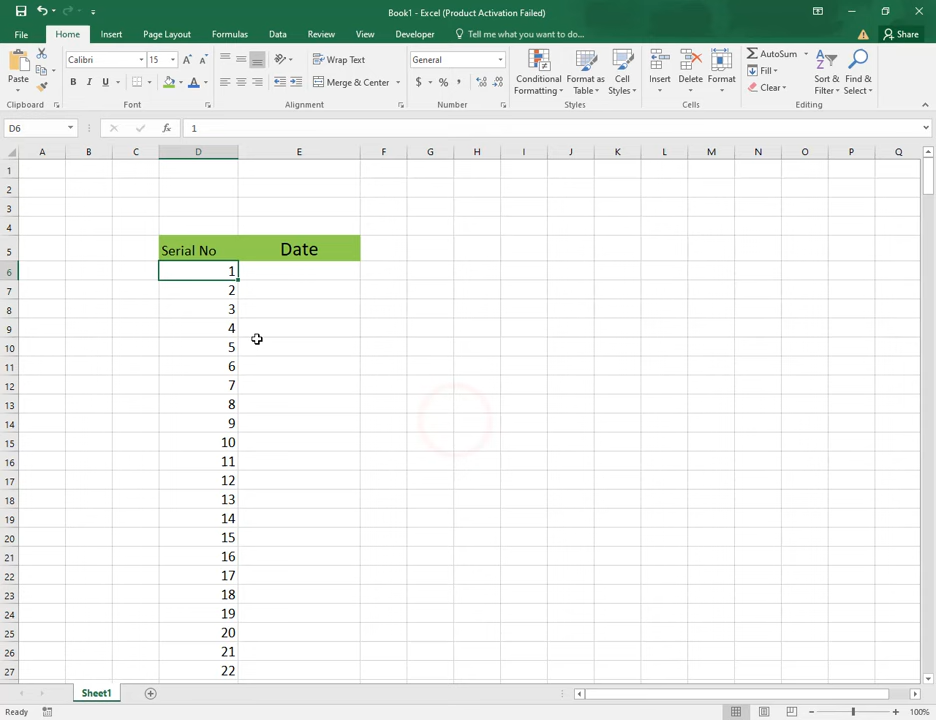 Book1 - Excel (Product Activation Failed)
File Home Insert Page Layout Formulas Data Review View Developer Tell me what you want to do... Share
Paste Calibri 15 B I U A A A Wrap Text Merge & Center General $ % , Conditional Formatting Format as Table Cell Styles Insert Delete Format AutoSum Fill Clear Sort & Filter Find & Select
Clipboard Font Alignment Number Styles Cells Editing
D6 fx 1
A B C D E F G H I J K L M N O P Q
1
2
3
4
5 Serial No Date
6 1
7 2
8 3
9 4
10 5
11 6
12 7
13 8
14 9
15 10
16 11
17 12
18 13
19 14
20 15
21 16
22 17
23 18
24 19
25 20
26 21
27 22
Sheet1
Ready 100%